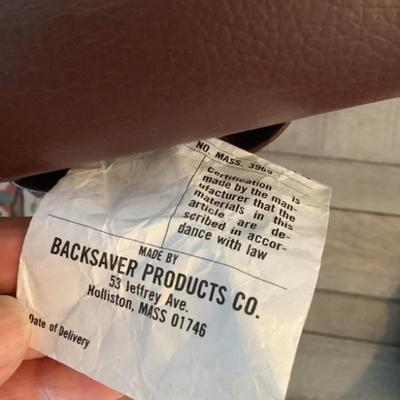 NO. MASS. 3969
Certification
made by the man is
ufacturer that the
materials in this
article are de-
scribed in accor-
dance with law
MADE BY
BACKSAVER PRODUCTS CO.
53 Jeffrey Ave.
Holliston, MASS 01746
Date of Delivery